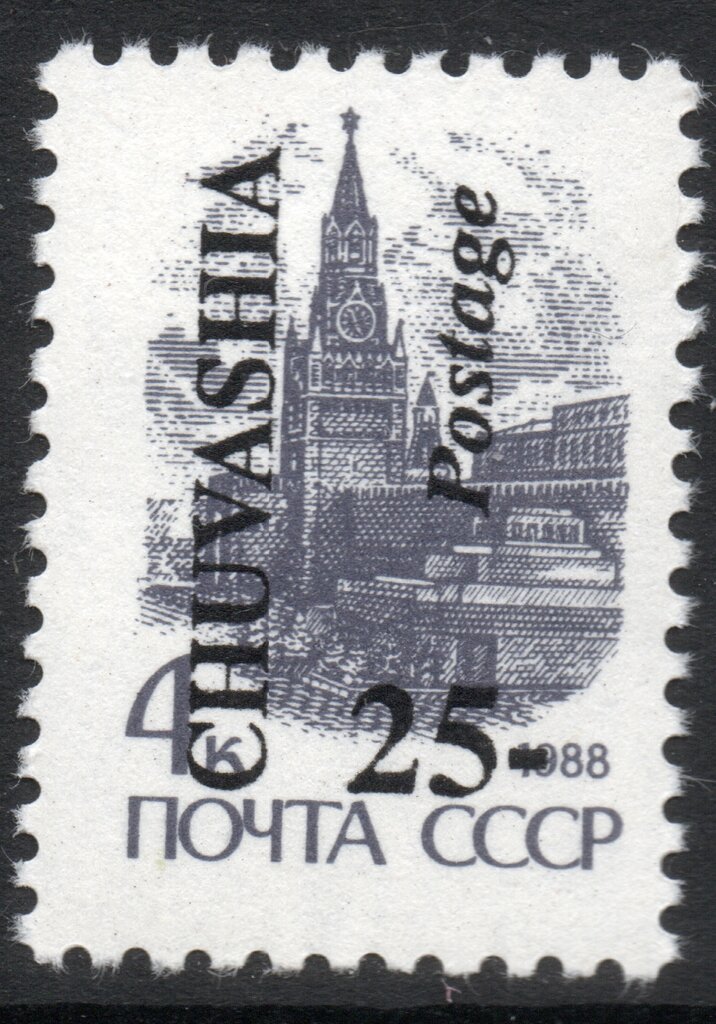 CHUVASHIA
Postage
4к
25-
1988
ПОЧТА СССР